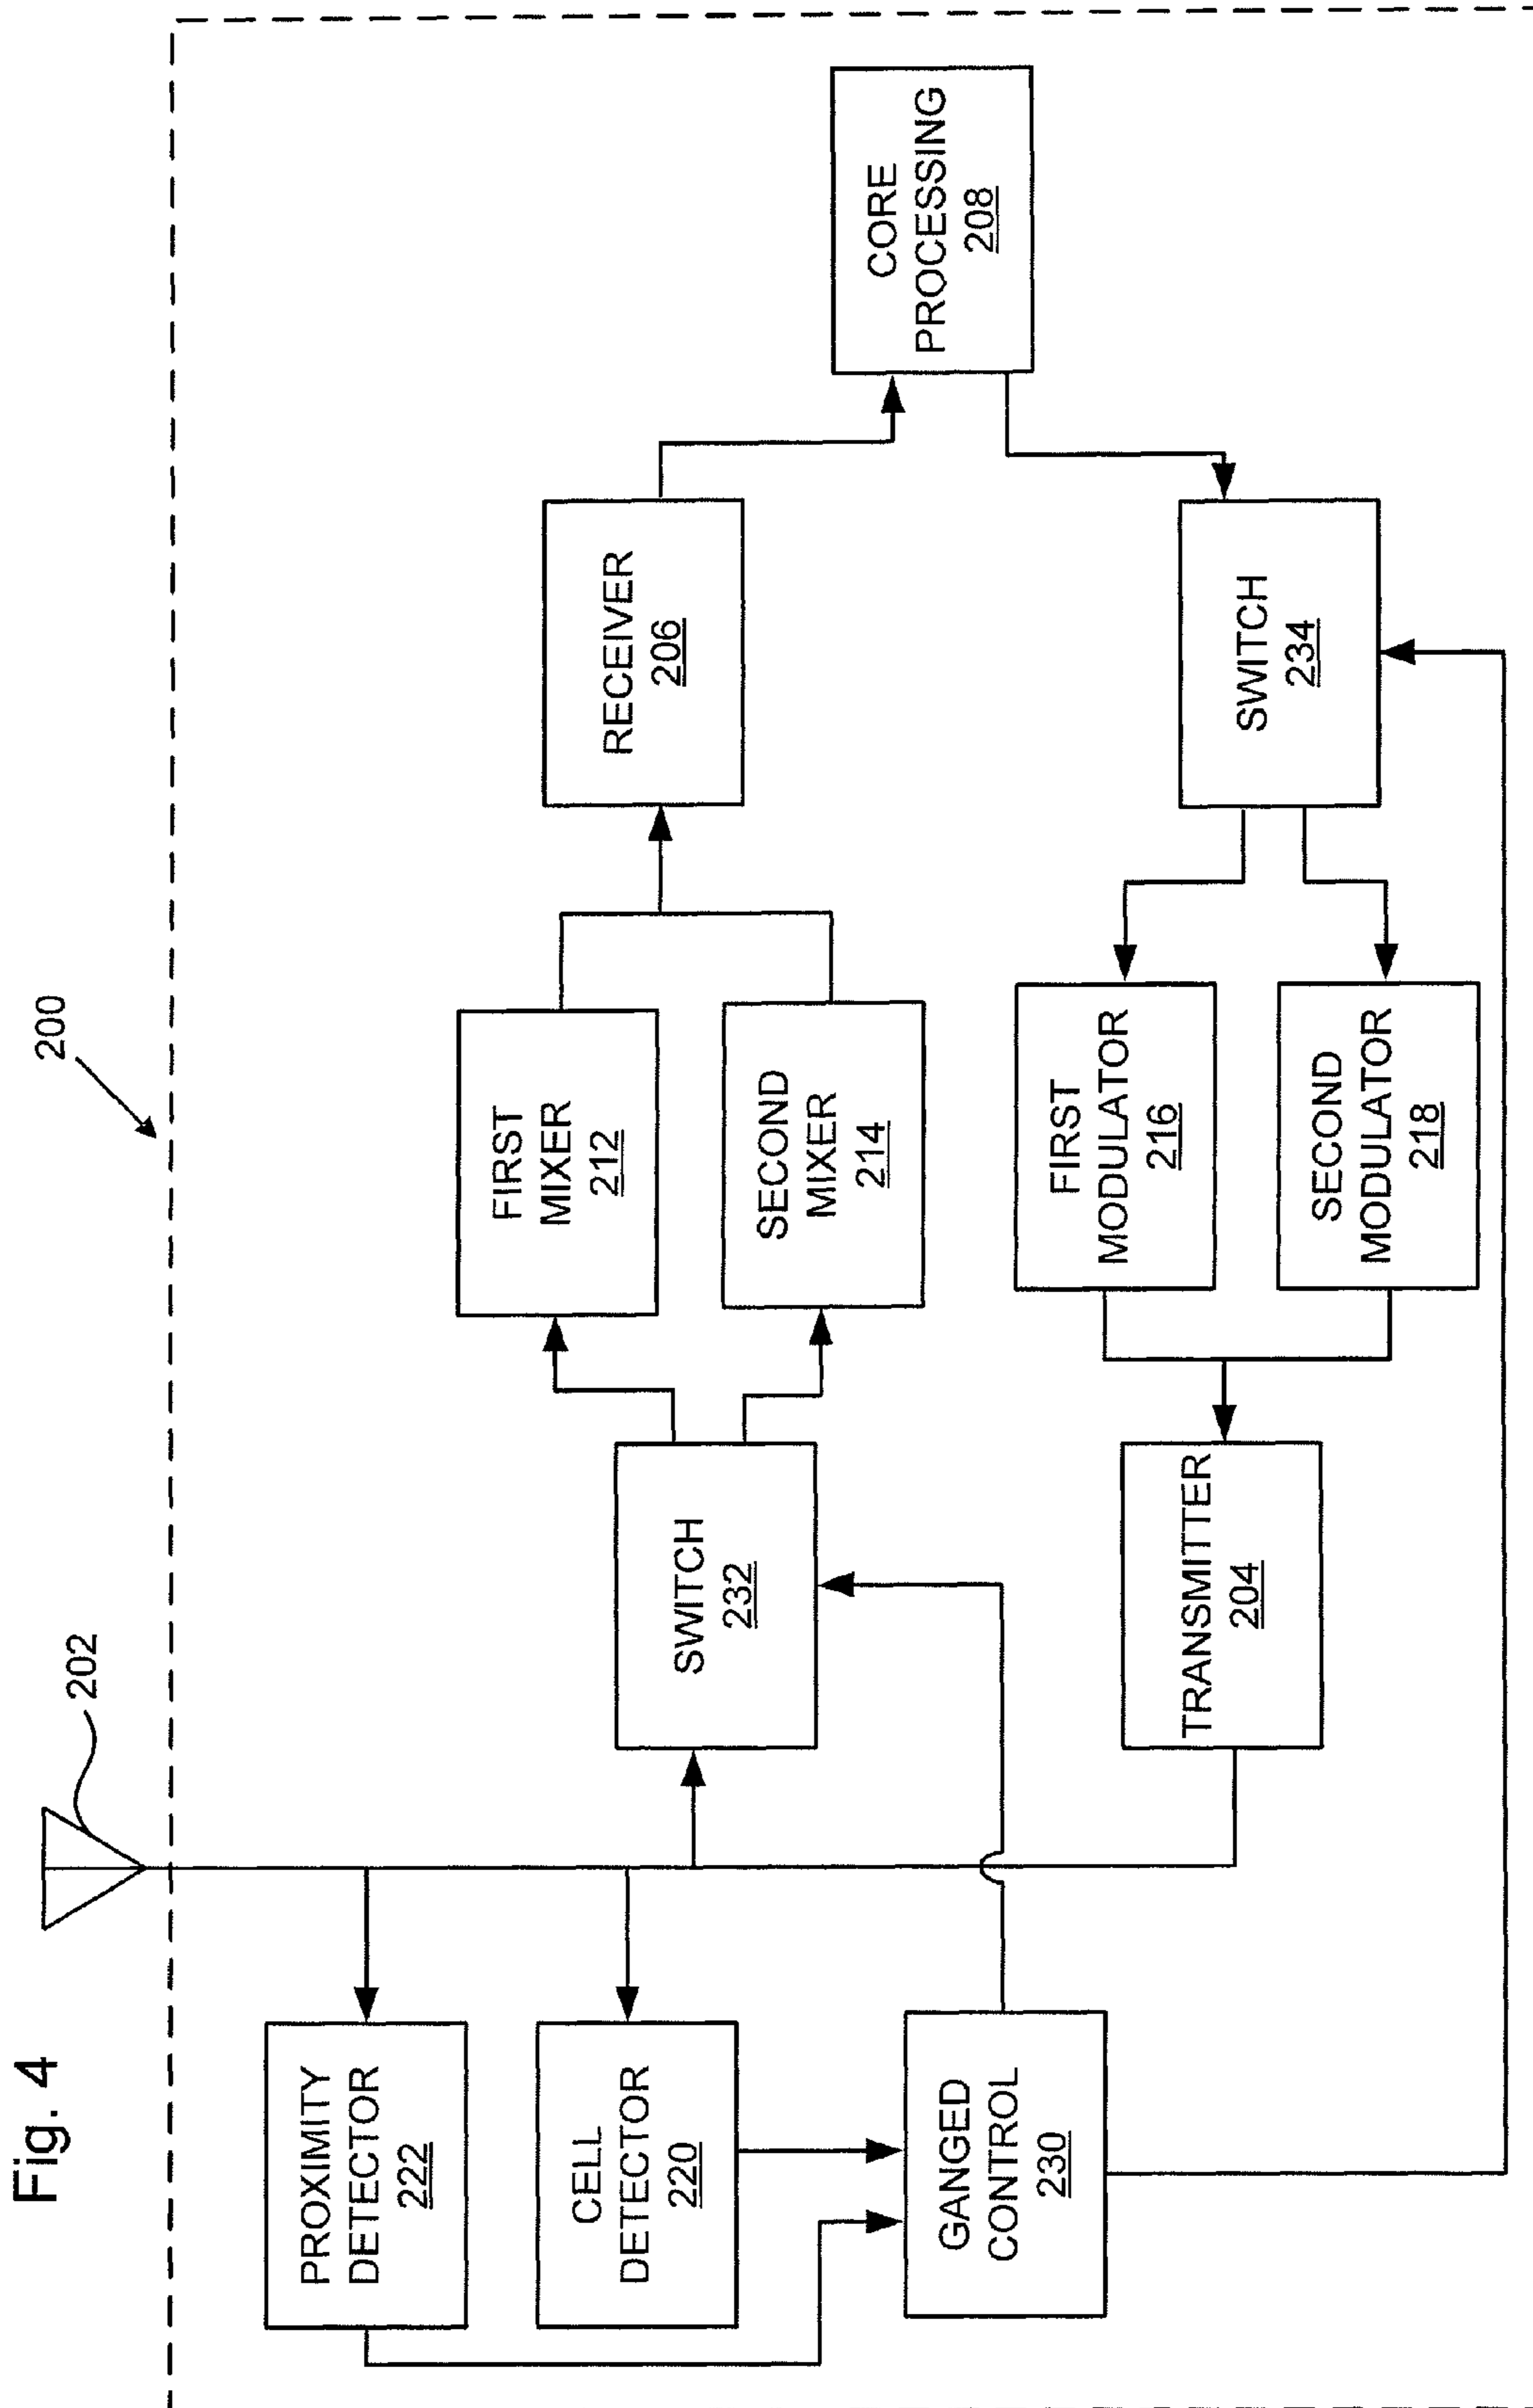 Fig. 4
202
200
PROXIMITY
DETECTOR
222
CELL
DETECTOR
220
GANGED
CONTROL
230
SWITCH
232
FIRST
MIXER
212
SECOND
MIXER
214
RECEIVER
206
CORE
PROCESSING
208
TRANSMITTER
204
FIRST
MODULATOR
216
SECOND
MODULATOR
218
SWITCH
234